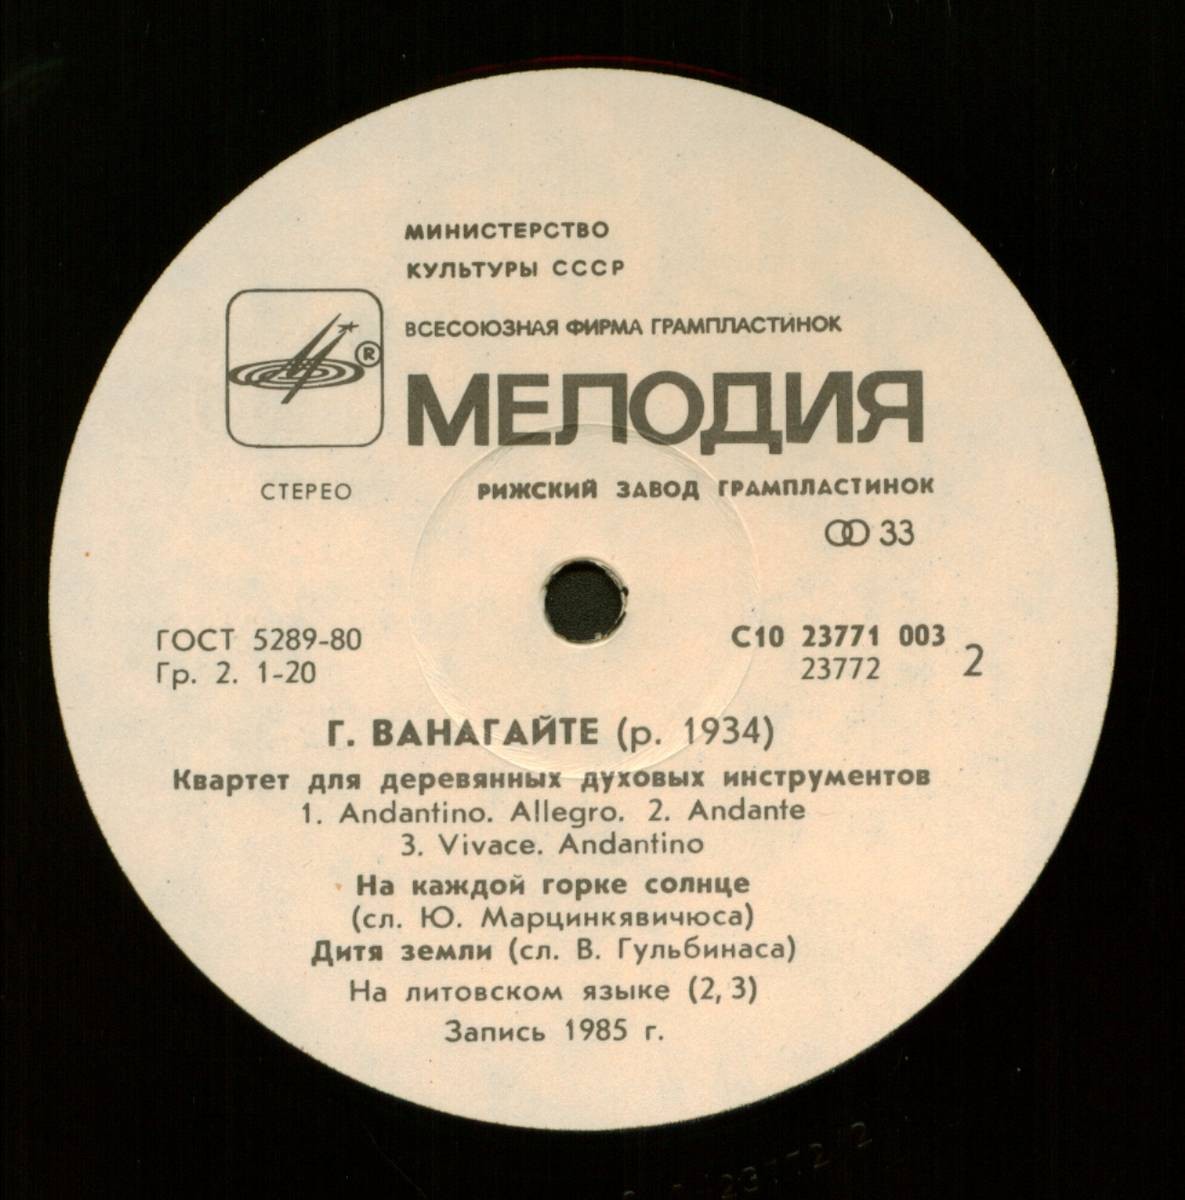 МИНИСТЕРСТВО
КУЛЬТУРЫ СССР
ВСЕСОЮЗНАЯ ФИРМА ГРАМПЛАСТИНОК
®
МЕЛОДИЯ
СТЕРЕО
РИЖСКИЙ ЗАВОД ГРАМПЛАСТИНОК
33
ГОСТ 5289-80
Гр. 2. 1-20
С10 23771 003
23772
2
Г. ВАНАГАЙТЕ (р. 1934)
Квартет для деревянных духовых инструментов
1. Andantino. Allegro. 2. Andante
3. Vivace. Andantino
На каждой горке солнце
(сл. Ю. Марцинкявичюса)
Дитя земли (сл. В. Гульбинаса)
На литовском языке (2, 3)
Запись 1985 г.
23772 2